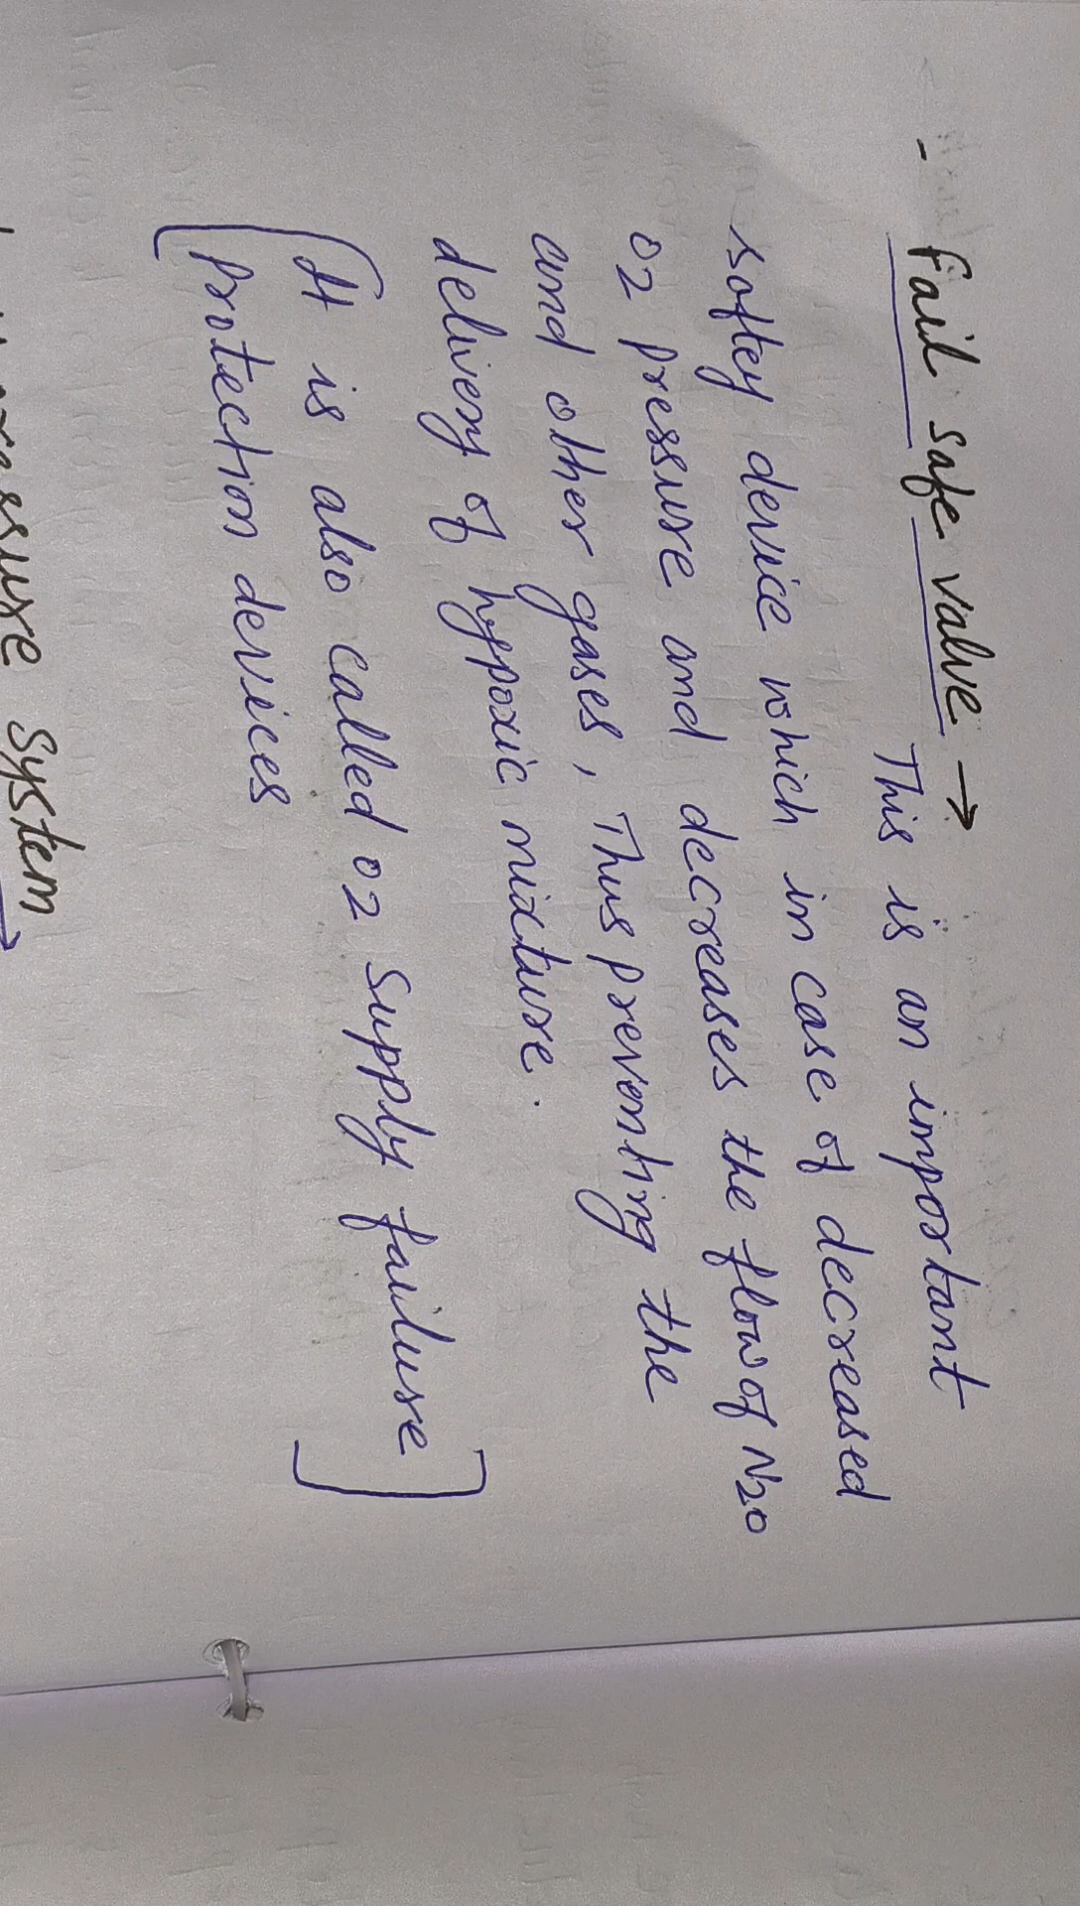 - Fail safe valve →
This is an important
saftey device which in case of decreased
O2 pressure and decreases the flow of N2O
and other gases, Thus preventing the
delivery of hypoxic mixture.
[It is also called O2 supply failure
protection devices]
system